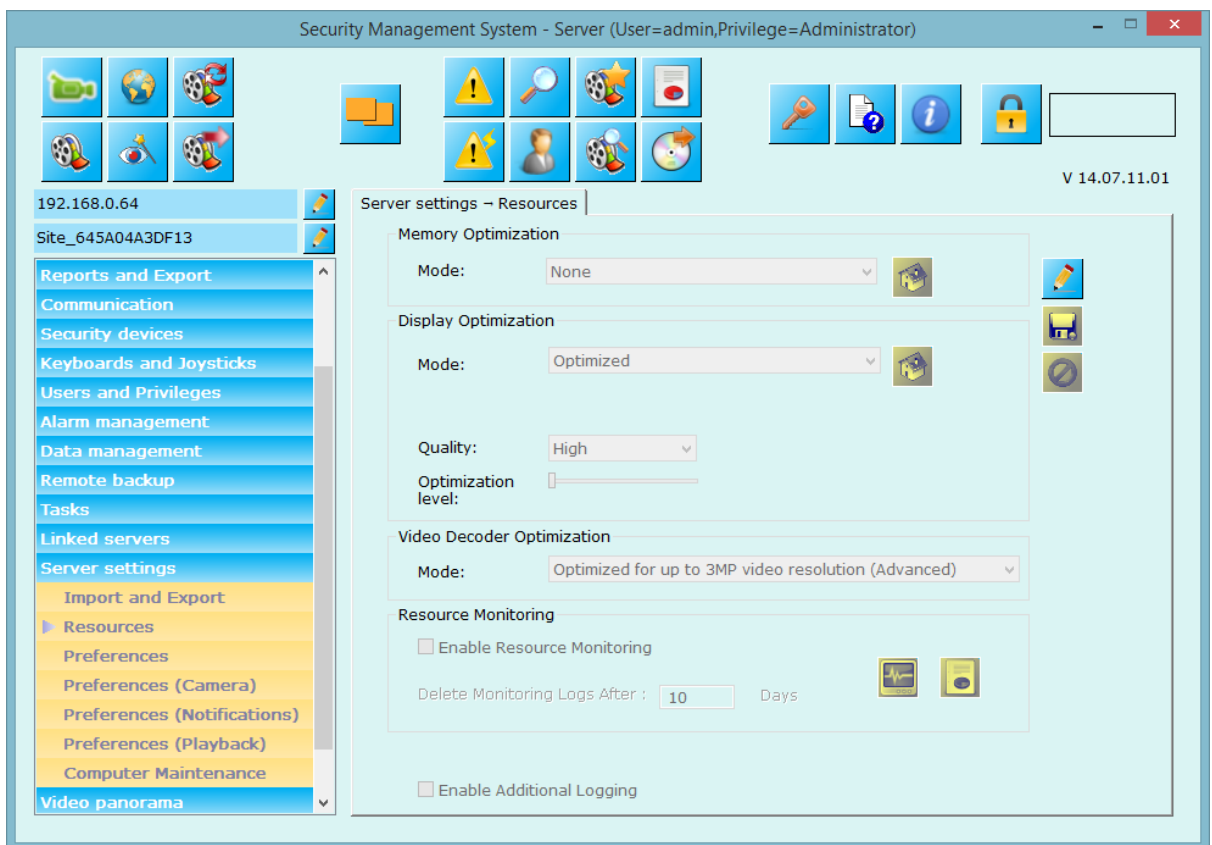 Security Management System - Server (User=admin,Privilege=Administrator)
V 14.07.11.01
192.168.0.64
Site_645A04A3DF13
Reports and Export
Communication
Security devices
Keyboards and Joysticks
Users and Privileges
Alarm management
Data management
Remote backup
Tasks
Linked servers
Server settings
Import and Export
Resources
Preferences
Preferences (Camera)
Preferences (Notifications)
Preferences (Playback)
Computer Maintenance
Video panorama
Server settings – Resources
Memory Optimization
Mode: None
Display Optimization
Mode: Optimized
Quality: High
Optimization
level:
Video Decoder Optimization
Mode: Optimized for up to 3MP video resolution (Advanced)
Resource Monitoring
Enable Resource Monitoring
Delete Monitoring Logs After : 10 Days
Enable Additional Logging